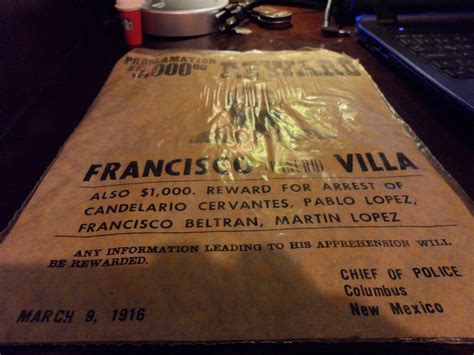 PROCLAMATION
$5,000.00 REWARD
FRANCISCO (PANCHO) VILLA
ALSO $1,000. REWARD FOR ARREST OF
CANDELARIO CERVANTES, PABLO LOPEZ,
FRANCISCO BELTRAN, MARTIN LOPEZ
ANY INFORMATION LEADING TO HIS APPREHENSION WILL
BE REWARDED.
CHIEF OF POLICE
Columbus
New Mexico
MARCH 9, 1916